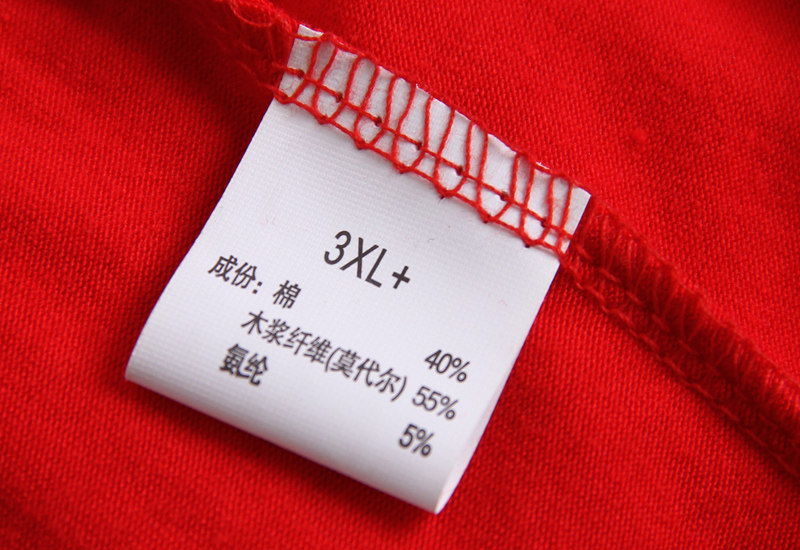 3XL+
成份：棉 40%
木浆纤维(莫代尔) 55%
氨纶 5%